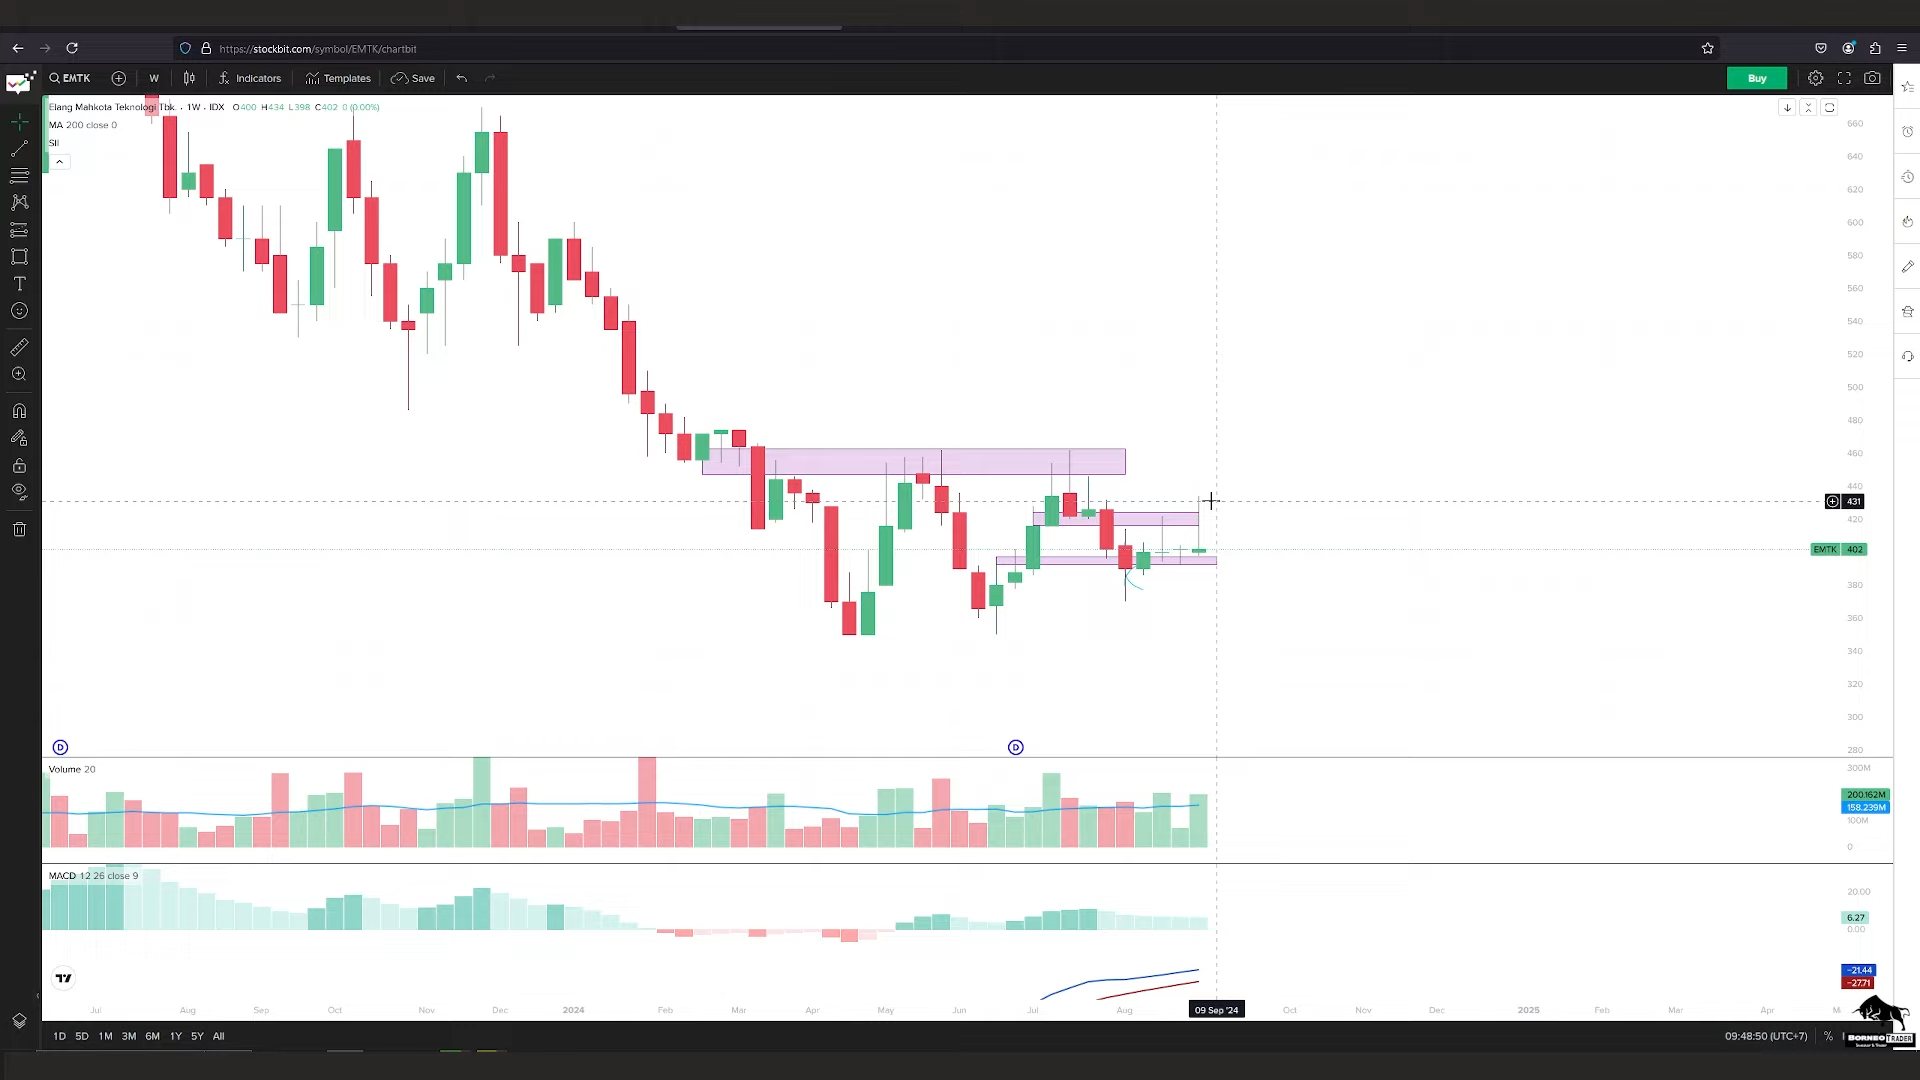 https://stockbit.com/symbol/EMTK/chartbit
EMTK
W
Indicators
Templates
Save
Buy
Elang Mahkota Teknologi Tbk. · 1W · IDX O400 H434 L398 C402 0 (0.00%)
MA 200 close 0
SII
660
640
620
600
580
560
540
520
500
480
460
440
431
420
EMTK 402
380
360
340
320
300
280
D
D
Volume 20
300M
200.162M
158.239M
100M
0
MACD 12 26 close 9
20.00
6.27
0.00
-21.44
-27.71
Jul Aug Sep Oct Nov Dec 2024 Feb Mar Apr May Jun Jul Aug 09 Sep '24 Oct Nov Dec 2025 Feb Mar Apr
1D 5D 1M 3M 6M 1Y 5Y All
09:48:50 (UTC+7) %
BORNEO TRADER